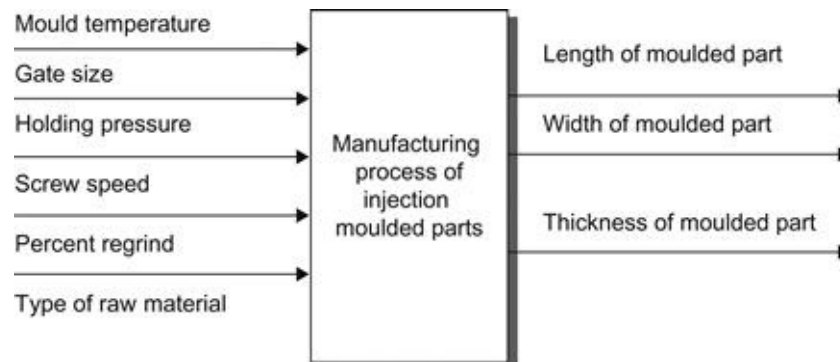 Mould temperature
Gate size
Holding pressure
Screw speed
Percent regrind
Type of raw material
Manufacturing
process of
injection
moulded parts
Length of moulded part
Width of moulded part
Thickness of moulded part